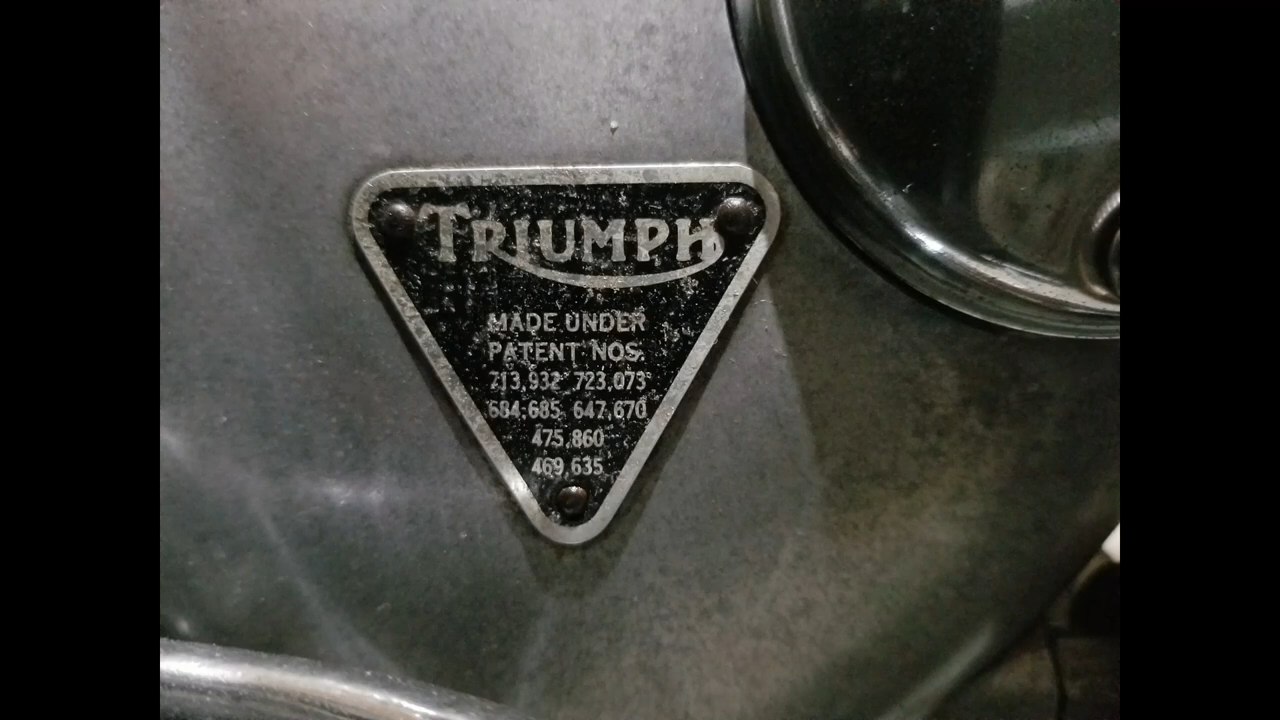 TRIUMPH
MADE UNDER
PATENT NOS.
713,932 723,073
684,685 647,670
475,860
469,635